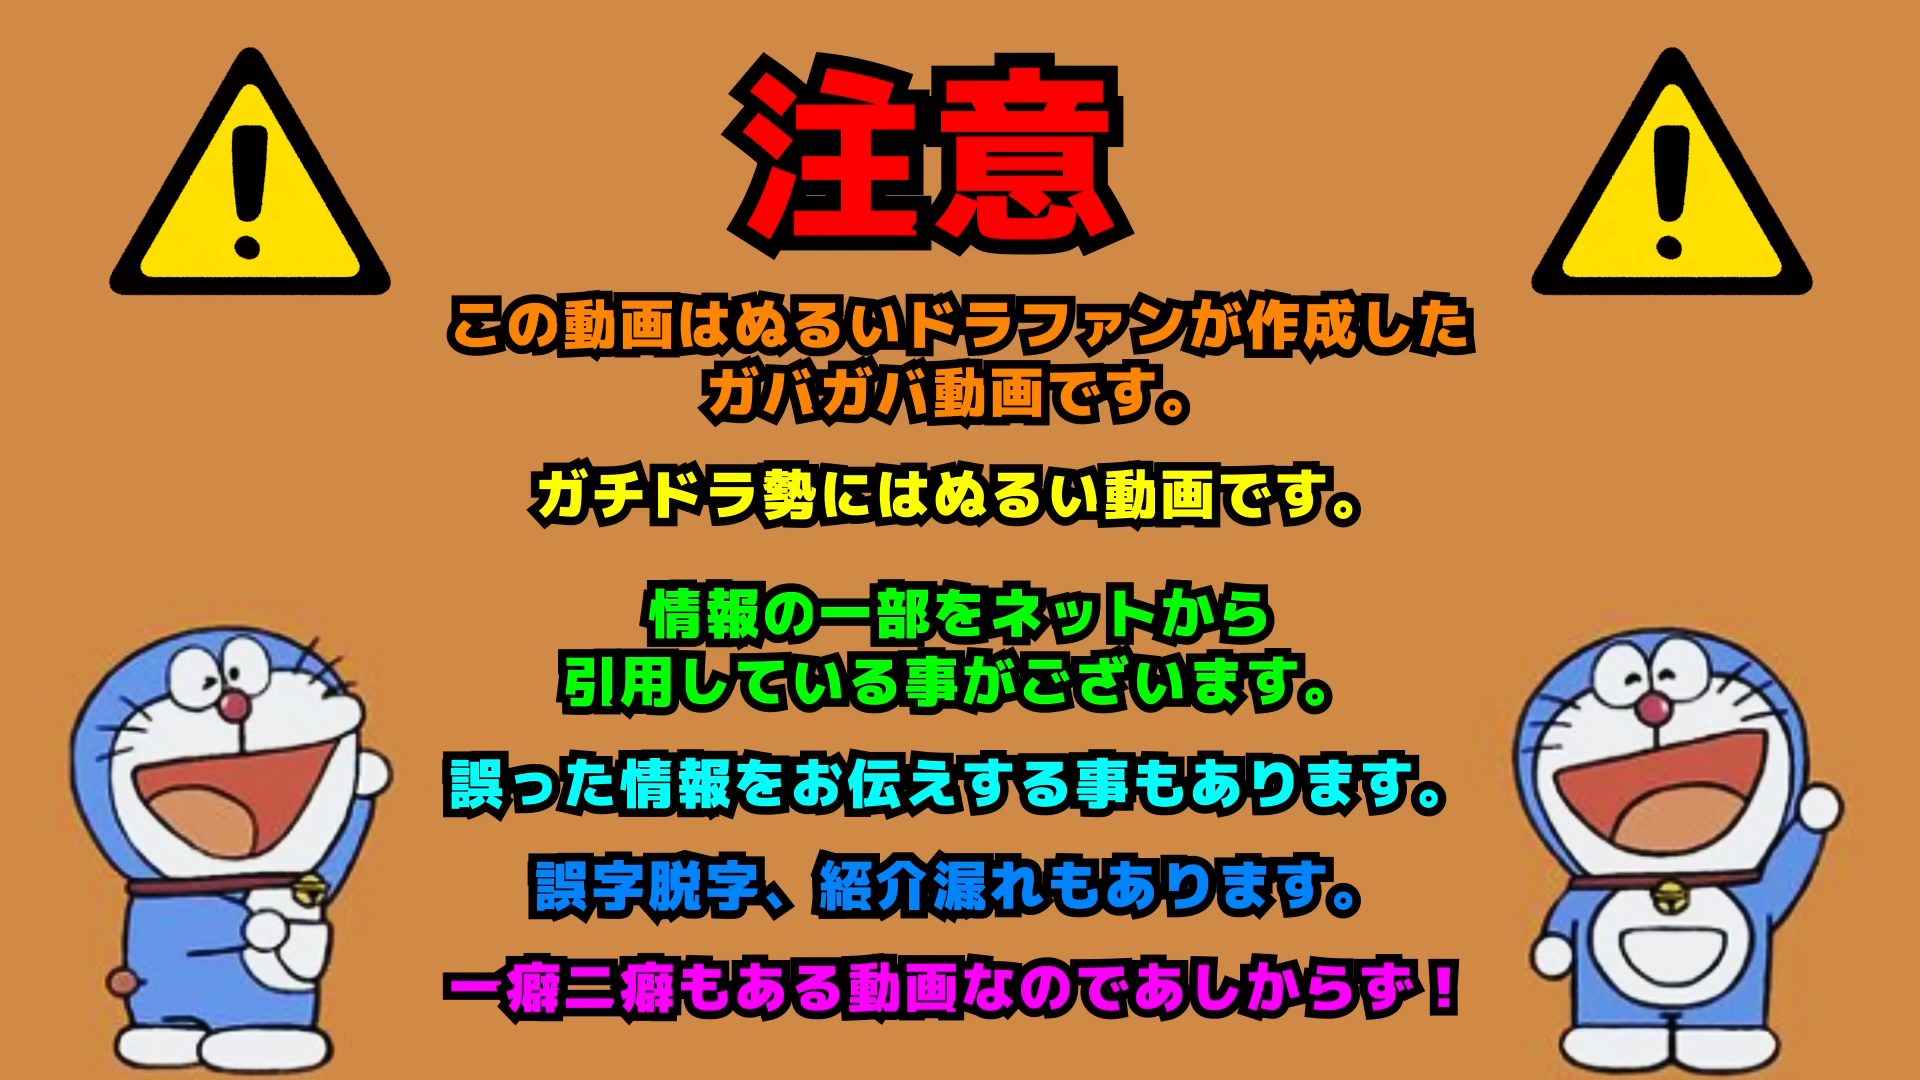 注意
この動画はぬるいドラファンが作成した
ガバガバ動画です。
ガチドラ勢にはぬるい動画です。
情報の一部をネットから
引用している事がございます。
誤った情報をお伝えする事もあります。
誤字脱字、紹介漏れもあります。
一癖二癖もある動画なのであしからず！